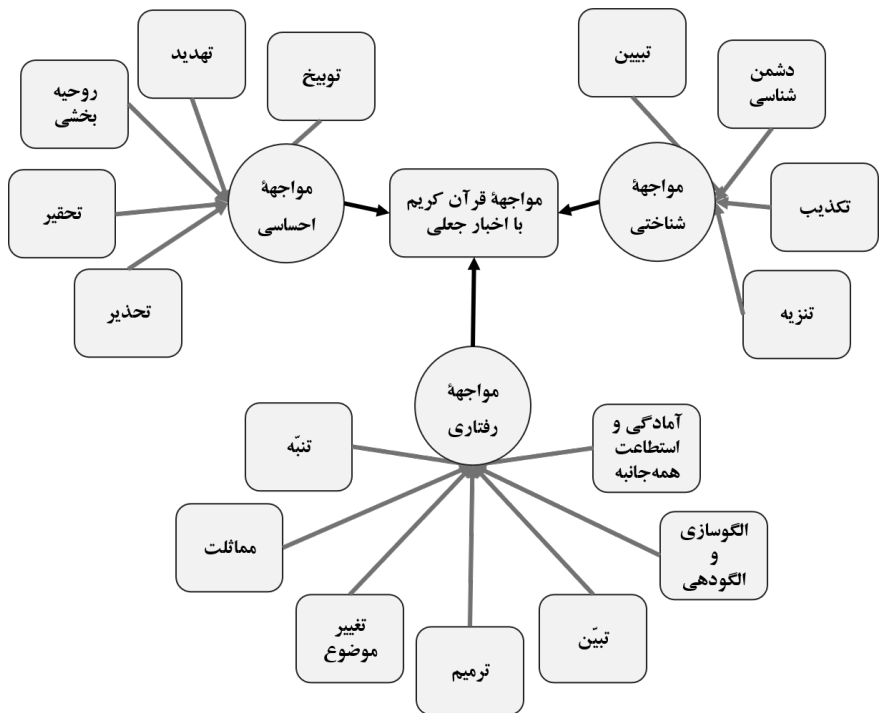 دشمن
شناسی
تبیین
تکذیب
تنزیه
مواجههٔ
شناختی
مواجههٔ قرآن کریم
با اخبار جعلی
توبیخ
تهدید
روحیه
بخشی
تحقیر
تحذیر
مواجههٔ
احساسی
مواجههٔ
رفتاری
آمادگی و
استطاعت
همه‌جانبه
الگوسازی
و
الگودهی
تبیّن
ترمیم
تغییر
موضوع
مماثلت
تنبّه